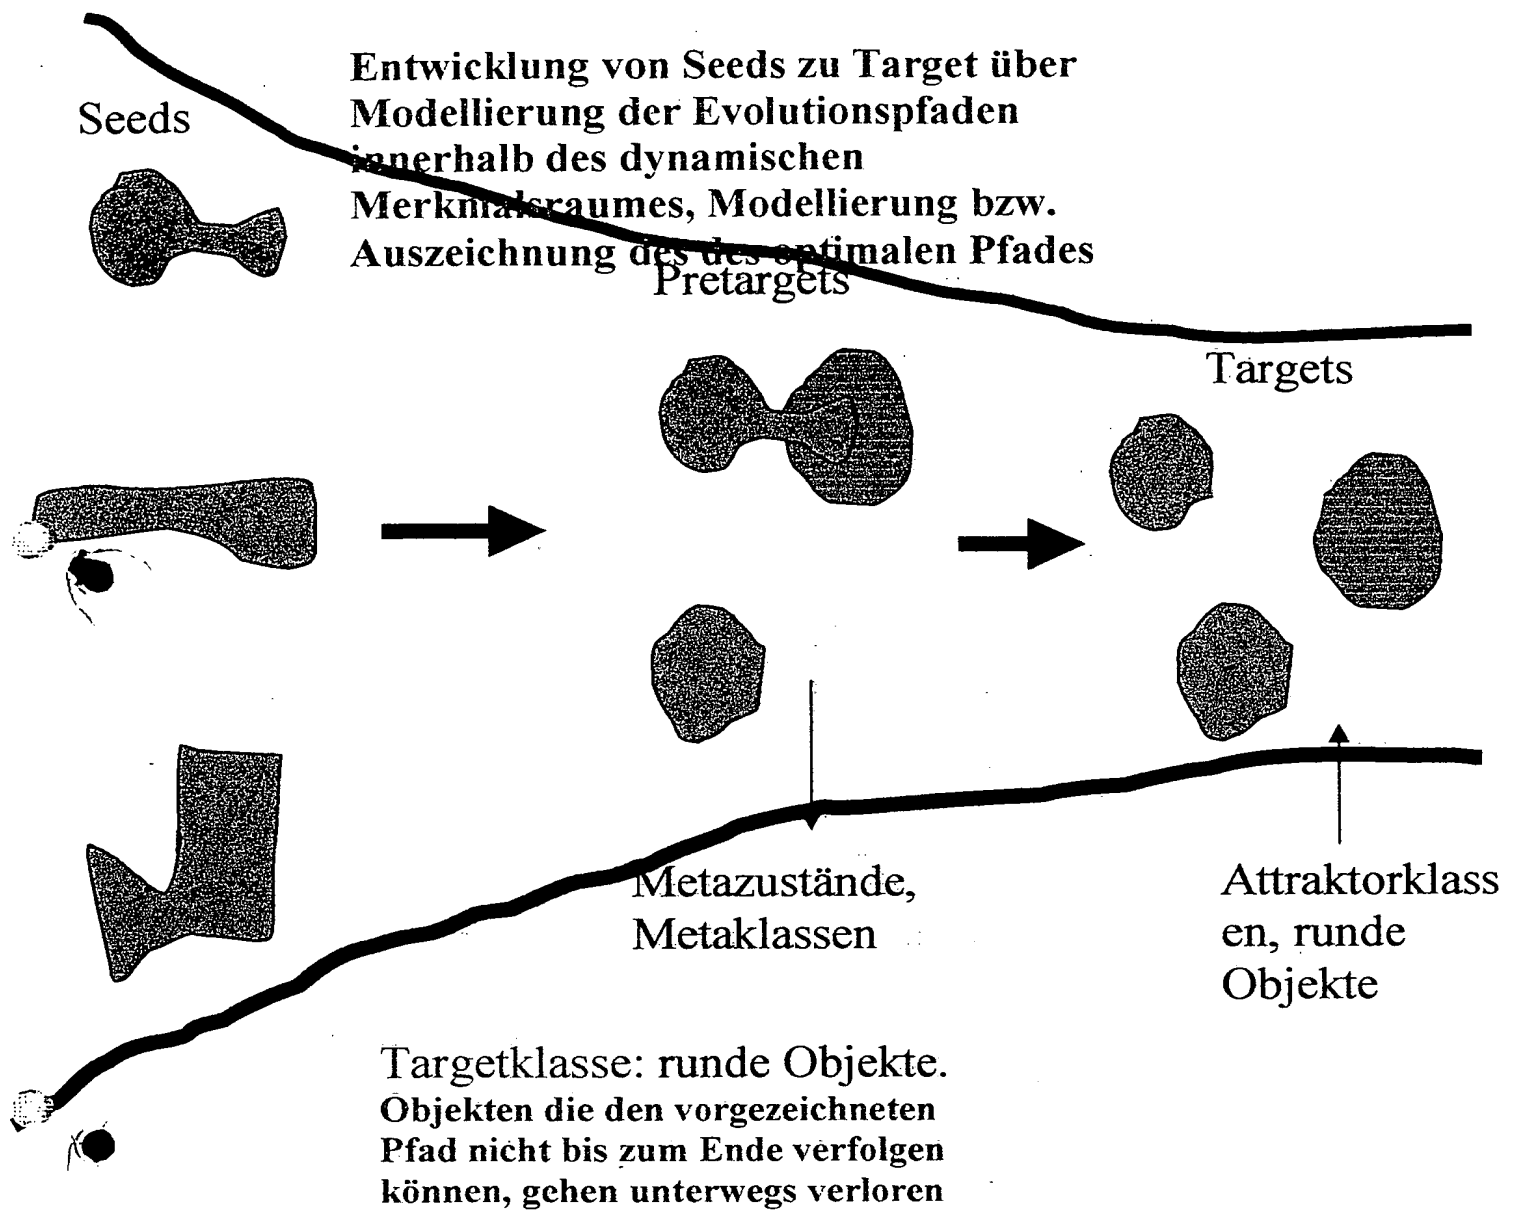 Seeds
Entwicklung von Seeds zu Target über
Modellierung der Evolutionspfaden
innerhalb des dynamischen
Merkmalsraumes, Modellierung bzw.
Auszeichnung des des optimalen Pfades
Pretargets
Targets
Metazustände,
Metaklassen
Attraktorklass
en, runde
Objekte
Targetklasse: runde Objekte.
Objekten die den vorgezeichneten
Pfad nicht bis zum Ende verfolgen
können, gehen unterwegs verloren